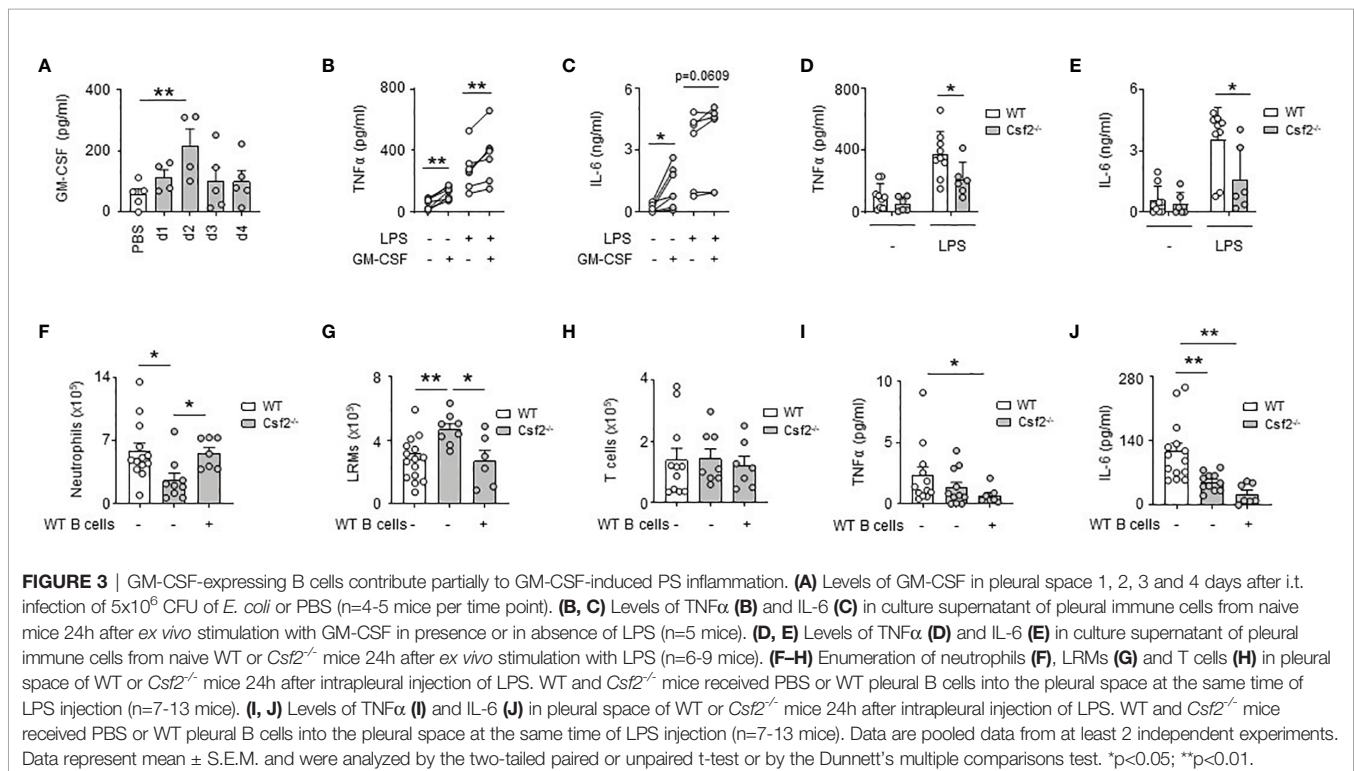 A
B
C
D
E
**
400
200
0
GM-CSF (pg/ml)
PBS
d1
d2
d3
d4
**
**
800
400
0
TNFα (pg/ml)
LPS - - + +
GM-CSF - + - +
p=0.0609
*
6
3
0
IL-6 (ng/ml)
- - + +
- + - +
*
800
400
0
TNFα (pg/ml)
- LPS
WT
Csf2-/-
*
6
3
0
IL-6 (ng/ml)
- LPS
WT
Csf2-/-
F
G
H
I
J
*
*
14
7
0
Neutrophils (x10⁵)
WT B cells - - +
WT
Csf2-/-
**
*
8
4
0
LRMs (x10⁵)
WT B cells - - +
WT
Csf2-/-
4
2
0
T cells (x10⁵)
WT B cells - - +
WT
Csf2-/-
*
10
5
0
TNFα (pg/ml)
WT B cells - - +
WT
Csf2-/-
**
**
280
140
0
IL-6 (pg/ml)
WT B cells - - +
WT
Csf2-/-
FIGURE 3 | GM-CSF-expressing B cells contribute partially to GM-CSF-induced PS inflammation. (A) Levels of GM-CSF in pleural space 1, 2, 3 and 4 days after i.t.
infection of 5x10⁶ CFU of E. coli or PBS (n=4-5 mice per time point). (B, C) Levels of TNFα (B) and IL-6 (C) in culture supernatant of pleural immune cells from naive
mice 24h after ex vivo stimulation with GM-CSF in presence or in absence of LPS (n=5 mice). (D, E) Levels of TNFα (D) and IL-6 (E) in culture supernatant of pleural
immune cells from naive WT or Csf2-/- mice 24h after ex vivo stimulation with LPS (n=6-9 mice). (F–H) Enumeration of neutrophils (F), LRMs (G) and T cells (H) in pleural
space of WT or Csf2-/- mice 24h after intrapleural injection of LPS. WT and Csf2-/- mice received PBS or WT pleural B cells into the pleural space at the same time of
LPS injection (n=7-13 mice). (I, J) Levels of TNFα (I) and IL-6 (J) in pleural space of WT or Csf2-/- mice 24h after intrapleural injection of LPS. WT and Csf2-/- mice
received PBS or WT pleural B cells into the pleural space at the same time of LPS injection (n=7-13 mice). Data are pooled data from at least 2 independent experiments.
Data represent mean ± S.E.M. and were analyzed by the two-tailed paired or unpaired t-test or by the Dunnett's multiple comparisons test. *p<0.05; **p<0.01.